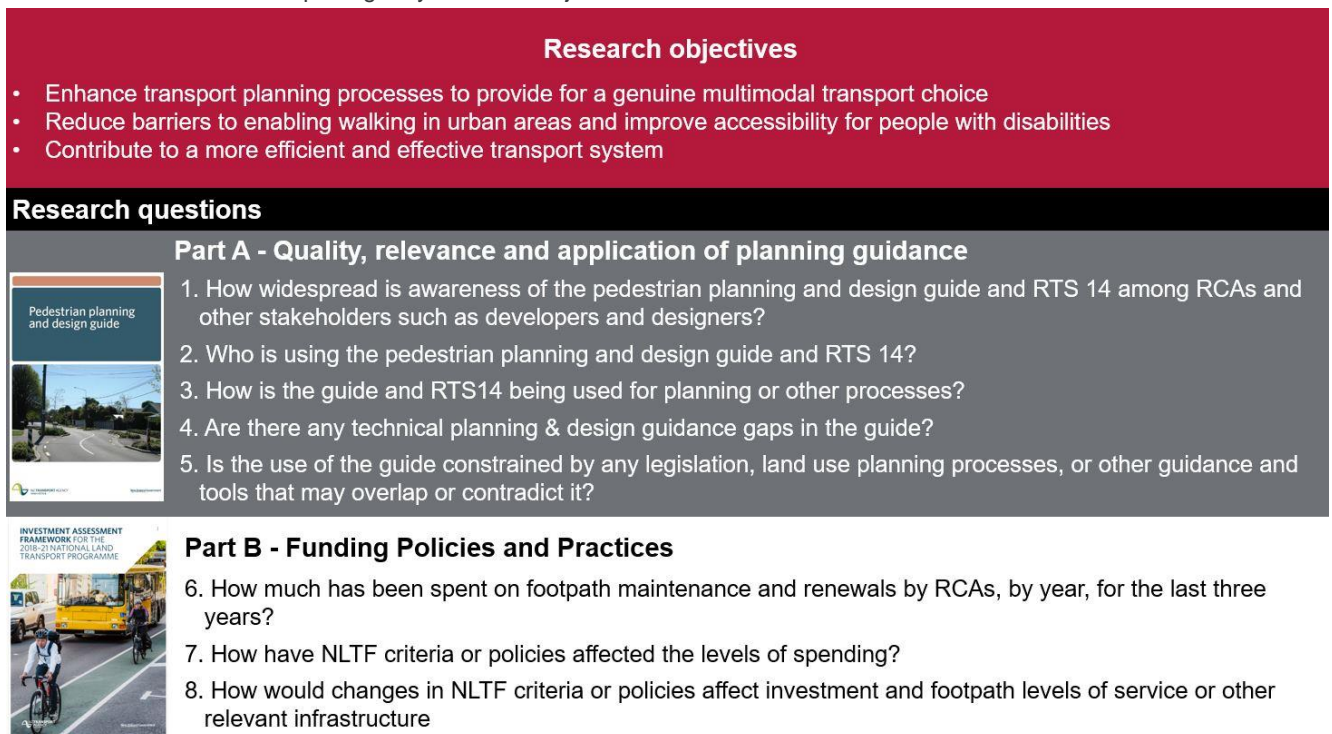 Research objectives
• Enhance transport planning processes to provide for a genuine multimodal transport choice
• Reduce barriers to enabling walking in urban areas and improve accessibility for people with disabilities
• Contribute to a more efficient and effective transport system
Research questions
Part A - Quality, relevance and application of planning guidance
Pedestrian planning
and design guide
1. How widespread is awareness of the pedestrian planning and design guide and RTS 14 among RCAs and
other stakeholders such as developers and designers?
2. Who is using the pedestrian planning and design guide and RTS 14?
3. How is the guide and RTS14 being used for planning or other processes?
4. Are there any technical planning & design guidance gaps in the guide?
5. Is the use of the guide constrained by any legislation, land use planning processes, or other guidance and
tools that may overlap or contradict it?
INVESTMENT ASSESSMENT
FRAMEWORK FOR THE
2018-21 NATIONAL LAND
TRANSPORT PROGRAMME
Part B - Funding Policies and Practices
6. How much has been spent on footpath maintenance and renewals by RCAs, by year, for the last three
years?
7. How have NLTF criteria or policies affected the levels of spending?
8. How would changes in NLTF criteria or policies affect investment and footpath levels of service or other
relevant infrastructure